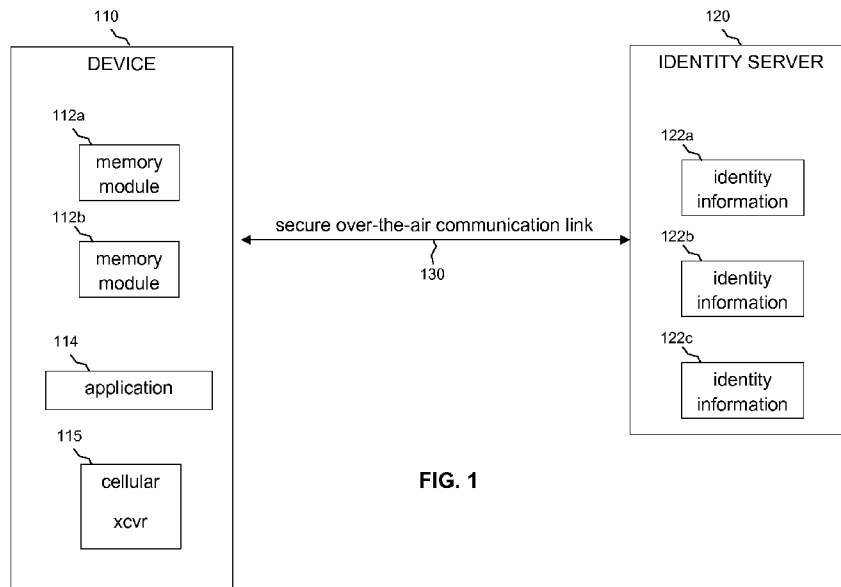 110
DEVICE
112a
memory
module
112b
memory
module
114
application
115
cellular
xcvr
secure over-the-air communication link
130
120
IDENTITY SERVER
122a
identity
information
122b
identity
information
122c
identity
information
FIG. 1